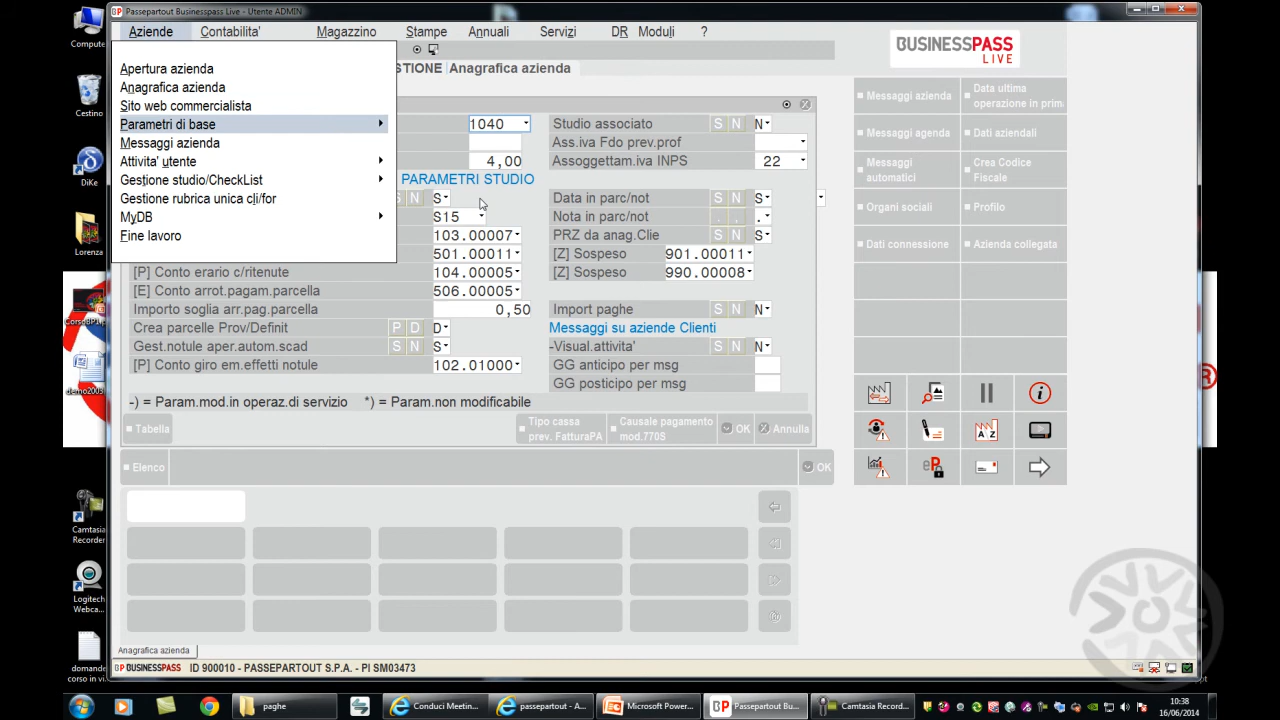 Passepartout Businesspass Live - Utente ADMIN
Aziende Contabilita' Magazzino Stampe Annuali Servizi DR Moduli ?
BUSINESSPASS LIVE
STIONE Anagrafica azienda
Apertura azienda
Anagrafica azienda
Sito web commercialista
Parametri di base
Messaggi azienda
Attivita' utente
Gestione studio/CheckList
Gestione rubrica unica cli/for
MyDB
Fine lavoro
1040 Studio associato S N N
Ass.iva Fdo prev.prof
4,00 Assoggettam.iva INPS 22
PARAMETRI STUDIO
S N S Data in parc/not S N S
S15 Nota in parc/not . . .
103.00007 PRZ da anag.Clie S N S
501.00011 [Z] Sospeso 901.00011
[P] Conto erario c/ritenute 104.00005 [Z] Sospeso 990.00008
[E] Conto arrot.pagam.parcella 506.00005
Importo soglia arr.pag.parcella 0,50 Import paghe S N N
Crea parcelle Prov/Definit P D D Messaggi su aziende Clienti
Gest.notule aper.autom.scad S N S -Visual.attivita' S N N
[P] Conto giro em.effetti notule 102.01000 GG anticipo per msg
GG posticipo per msg
-) = Param.mod.in operaz.di servizio *) = Param.non modificabile
Tabella Tipo cassa prev. FatturaPA Causale pagamento mod.770S OK Annulla
Elenco OK
Messaggi azienda Data ultima operazione in prima
Messaggi agenda Dati aziendali
Messaggi automatici Crea Codice Fiscale
Organi sociali Profilo
Dati connessione Azienda collegata
Anagrafica azienda
BUSINESSPASS ID 900010 - PASSEPARTOUT S.P.A. - PI SM03473
Compute
Cestino
DiKe
Lorenza
CorsoBP1
demo2003
Camtasia Recorder
Logitech Webca...
domande corso in vi
paghe Conduci Meetin... passepartout - A... Microsoft Power... Passepartout Bu... Camtasia Record...
10:38
16/06/2014